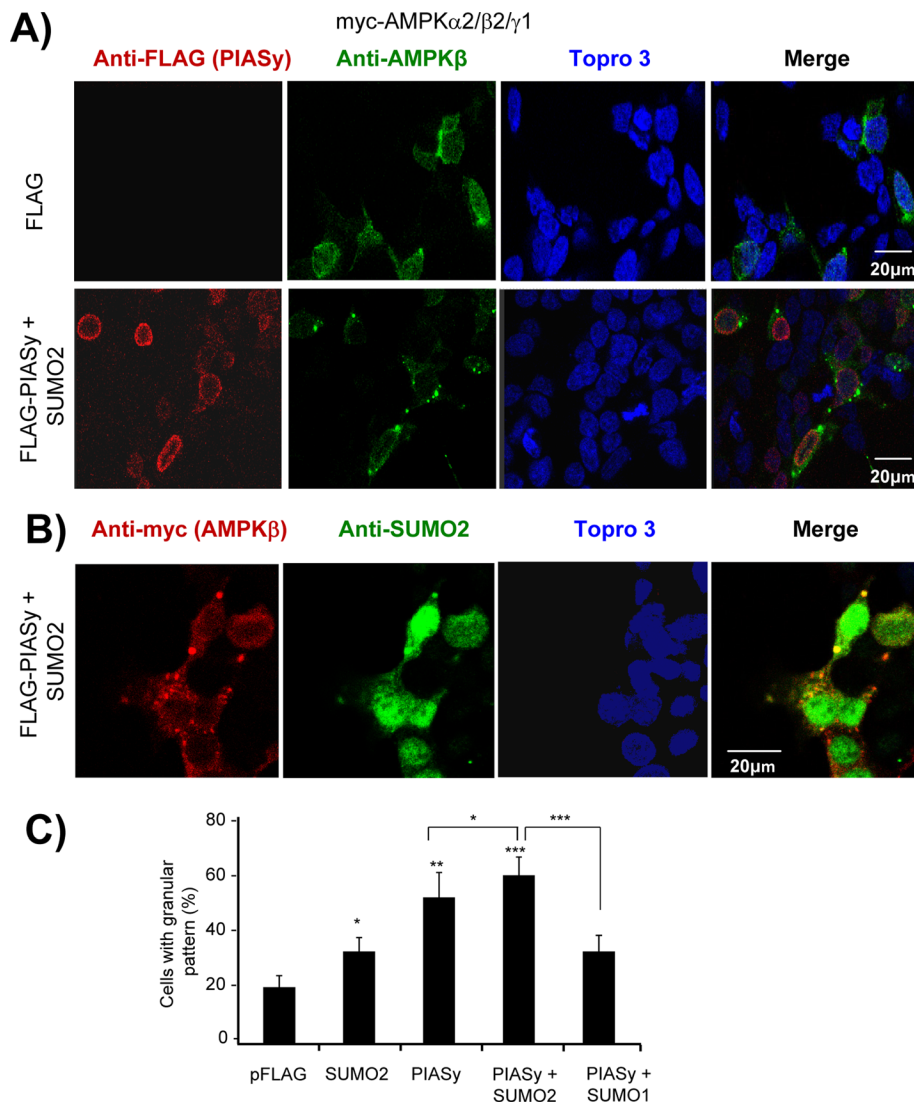 A)
myc-AMPKα2/β2/γ1
Anti-FLAG (PIASy)
Anti-AMPKβ
Topro 3
Merge
FLAG
20μm
FLAG-PIASy +
SUMO2
20μm
B)
Anti-myc (AMPKβ)
Anti-SUMO2
Topro 3
Merge
FLAG-PIASy +
SUMO2
20μm
C)
Cells with granular
pattern (%)
80
60
40
20
0
*
**
***
*
***
pFLAG
SUMO2
PIASy
PIASy +
SUMO2
PIASy +
SUMO1